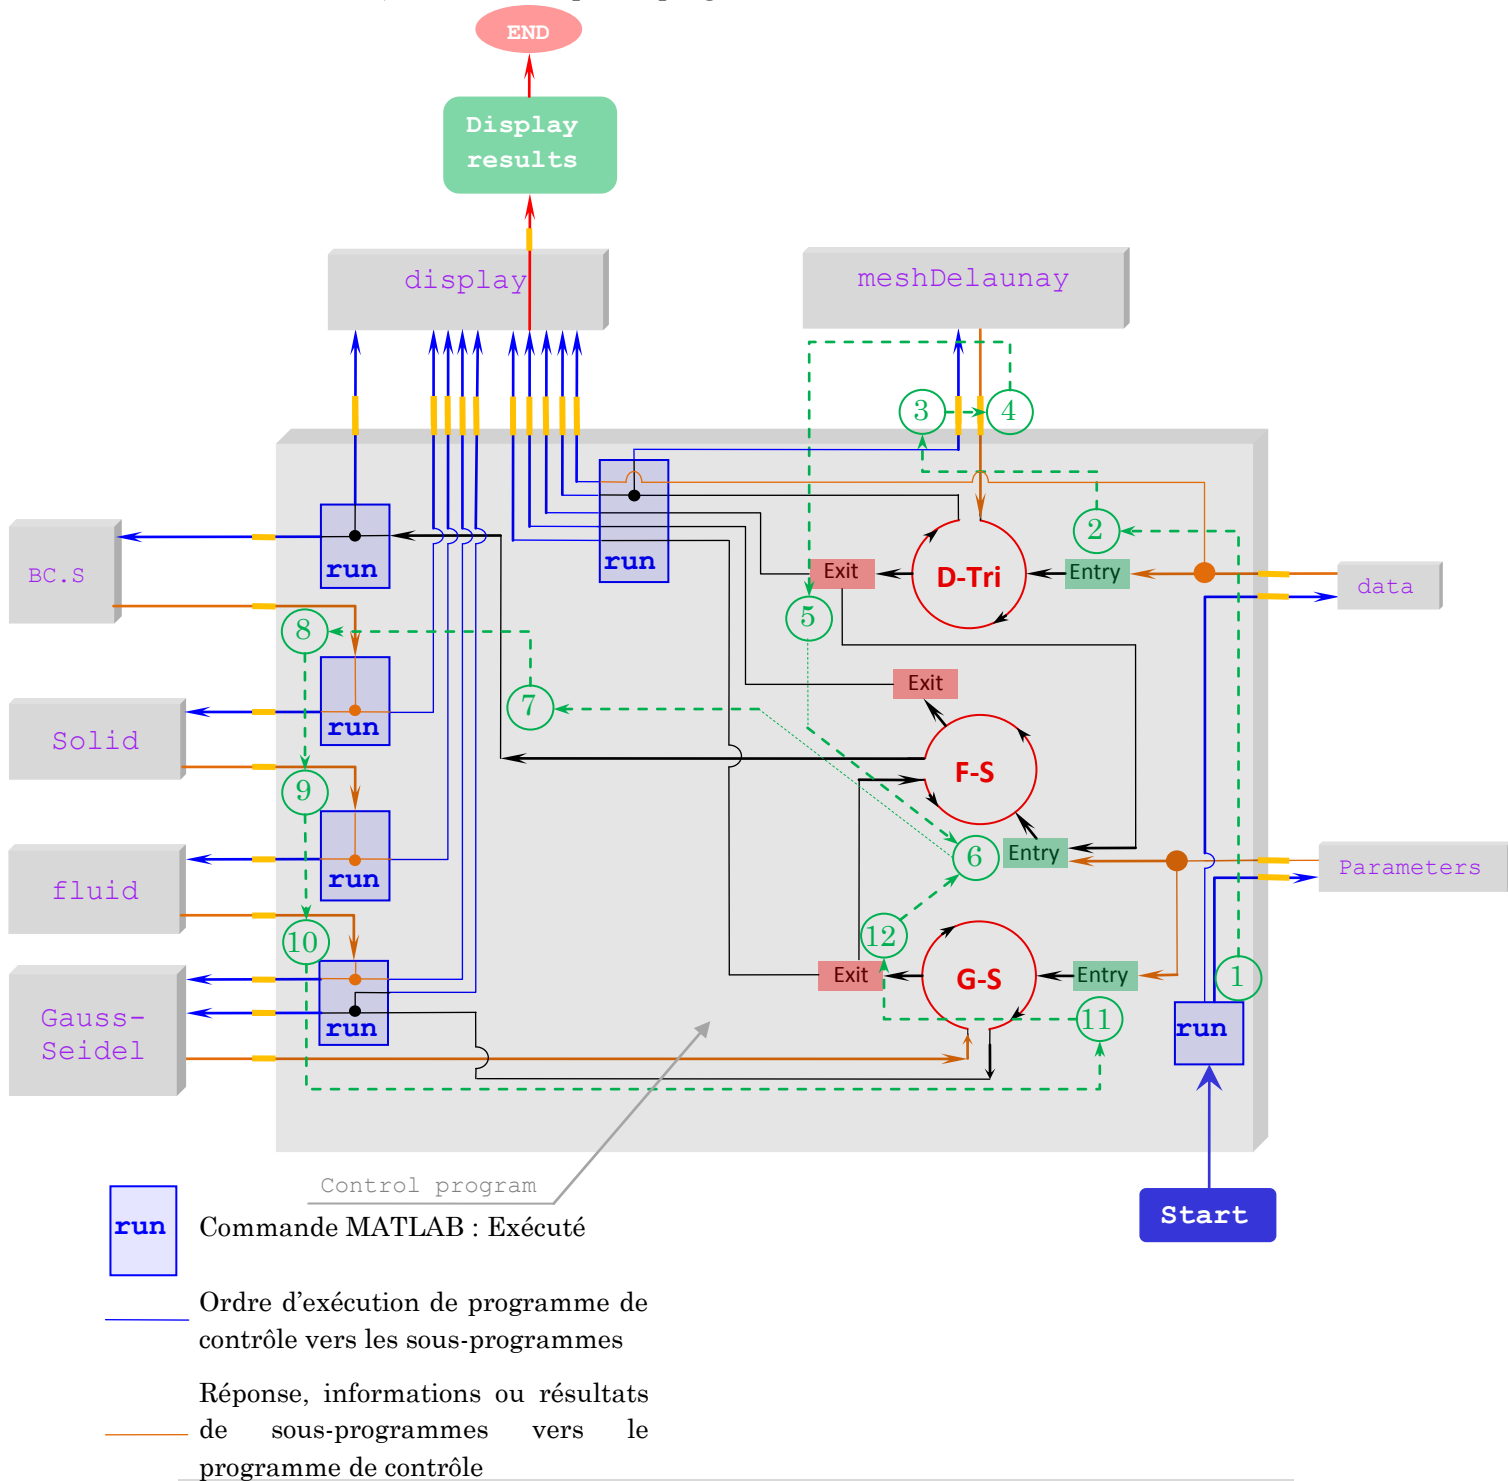 END
Display
results
display
meshDelaunay
3
4
2
run
run
BC.S
Exit
D-Tri
Entry
data
5
8
Exit
7
run
Solid
F-S
9
6
Entry
Parameters
run
fluid
12
10
Exit
G-S
Entry
1
11
run
run
Gauss-
Seidel
Control program
Start
run
Commande MATLAB : Exécuté
Ordre d'exécution de programme de
contrôle vers les sous-programmes
Réponse, informations ou résultats
de sous-programmes vers le
programme de contrôle